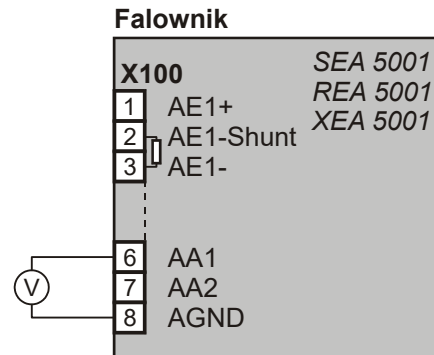 Falownik
SEA 5001
X100
REA 5001
1 AE1+
XEA 5001
2 AE1-Shunt
3 AE1-
6 AA1
V
7 AA2
8 AGND